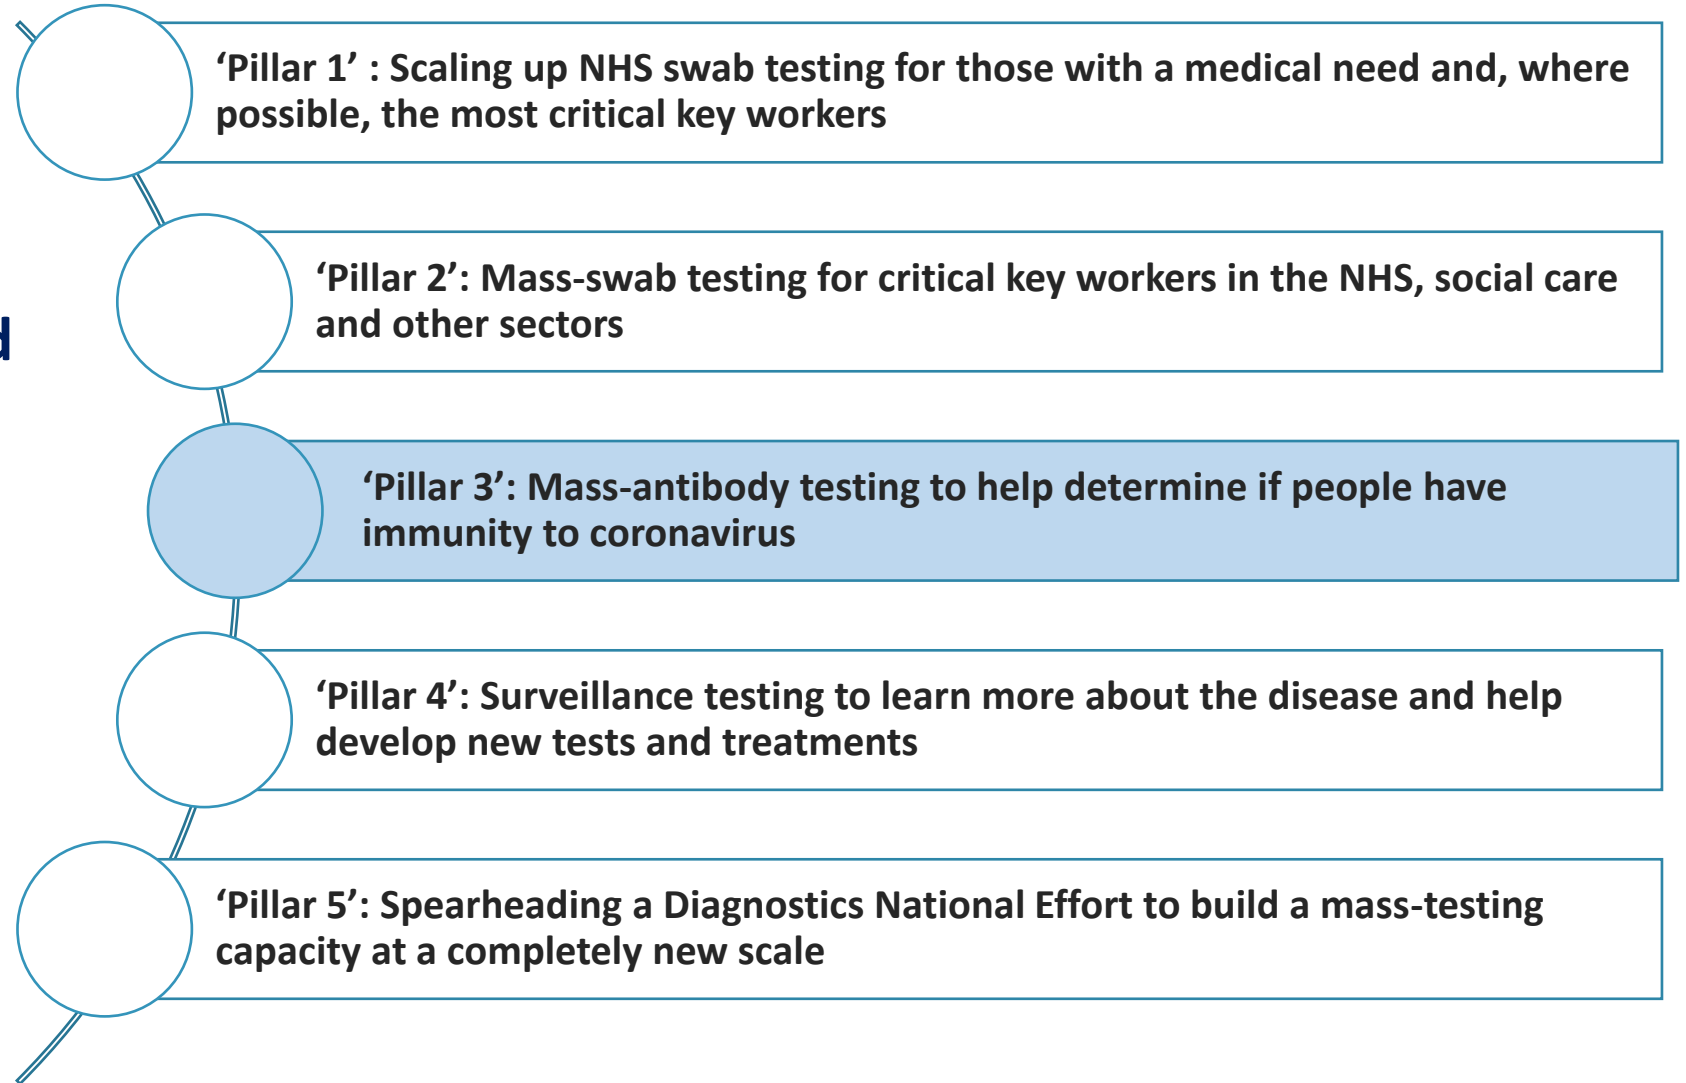 ‘Pillar 1’ : Scaling up NHS swab testing for those with a medical need and, where
possible, the most critical key workers
‘Pillar 2’: Mass-swab testing for critical key workers in the NHS, social care
and other sectors
d
‘Pillar 3’: Mass-antibody testing to help determine if people have
immunity to coronavirus
‘Pillar 4’: Surveillance testing to learn more about the disease and help
develop new tests and treatments
‘Pillar 5’: Spearheading a Diagnostics National Effort to build a mass-testing
capacity at a completely new scale